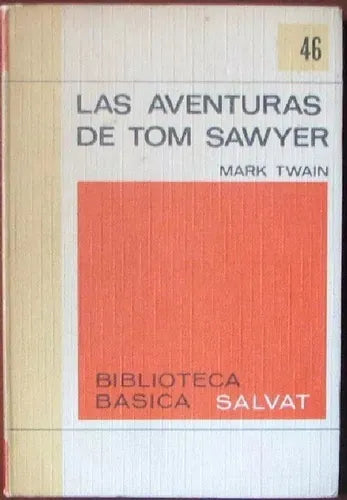 46
LAS AVENTURAS
DE TOM SAWYER
MARK TWAIN
BIBLIOTECA
BASICA SALVAT